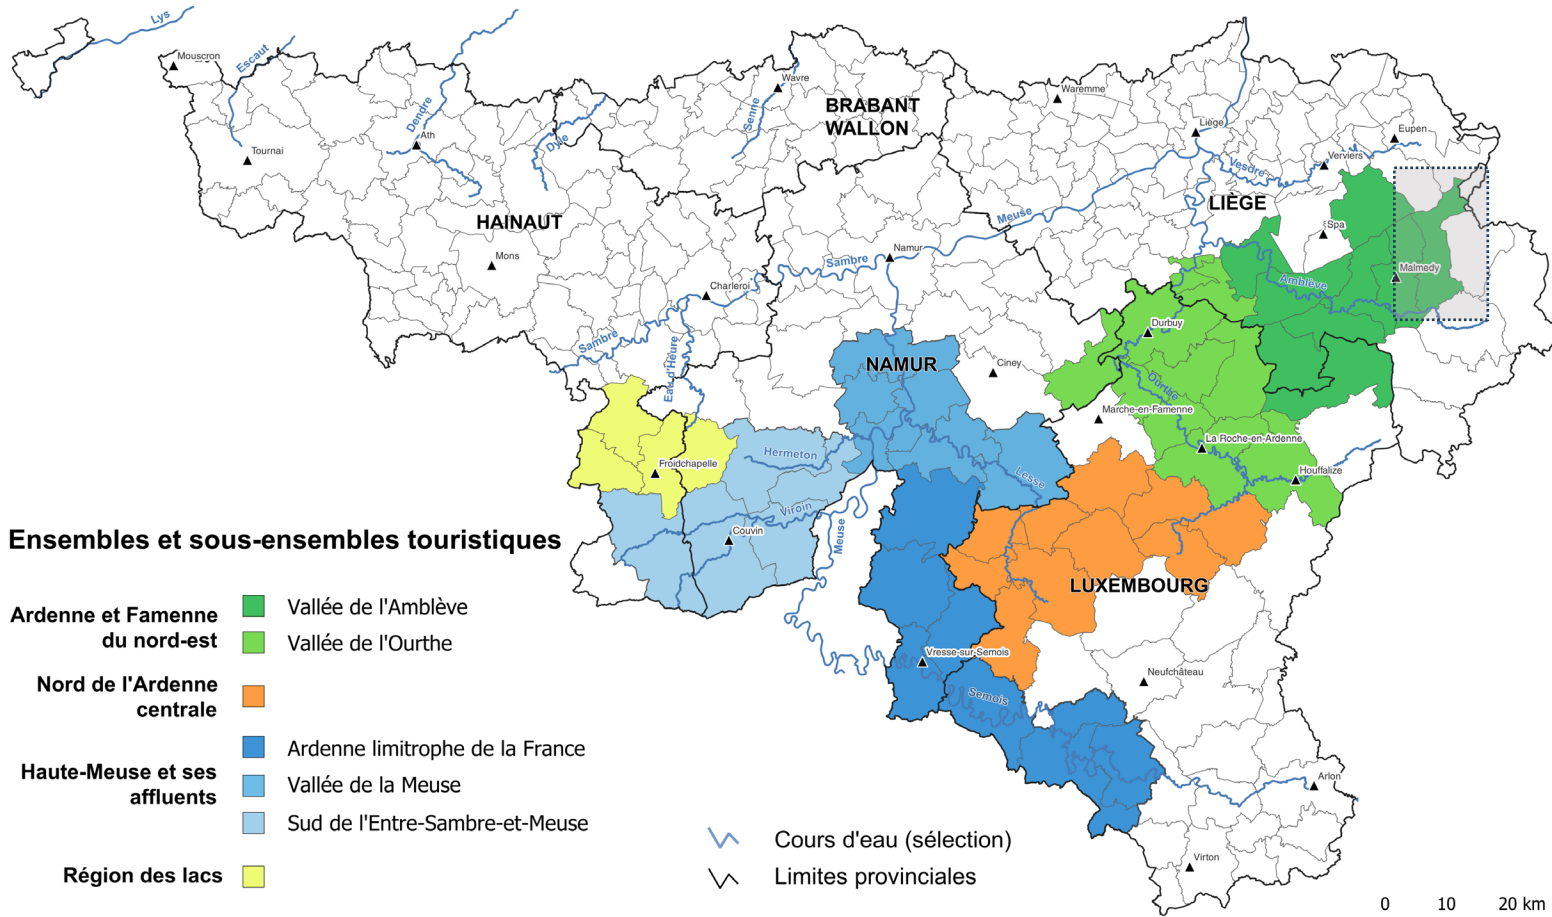 Lys
Mouscron
Escaut
Tournai
Dendre
Ath
Dyle
Senne
Wavre
BRABANT
WALLON
Waremme
Liège
Eupen
Verviers
Vesdre
LIÈGE
Spa
HAINAUT
Mons
Meuse
Namur
Sambre
Charleroi
Malmedy
Amblève
Sambre
Eau d'Heure
Durbuy
NAMUR
Ciney
Ourthe
Marche-en-Famenne
La Roche-en-Ardenne
Houffalize
Froidchapelle
Hermeton
Lesse
Viroin
Couvin
Meuse
LUXEMBOURG
Vresse-sur-Semois
Neufchâteau
Semois
Arlon
Virton
Ensembles et sous-ensembles touristiques
Ardenne et Famenne
du nord-est
Vallée de l'Amblève
Vallée de l'Ourthe
Nord de l'Ardenne
centrale
Haute-Meuse et ses
affluents
Ardenne limitrophe de la France
Vallée de la Meuse
Sud de l'Entre-Sambre-et-Meuse
Région des lacs
Cours d'eau (sélection)
Limites provinciales
0 10 20 km